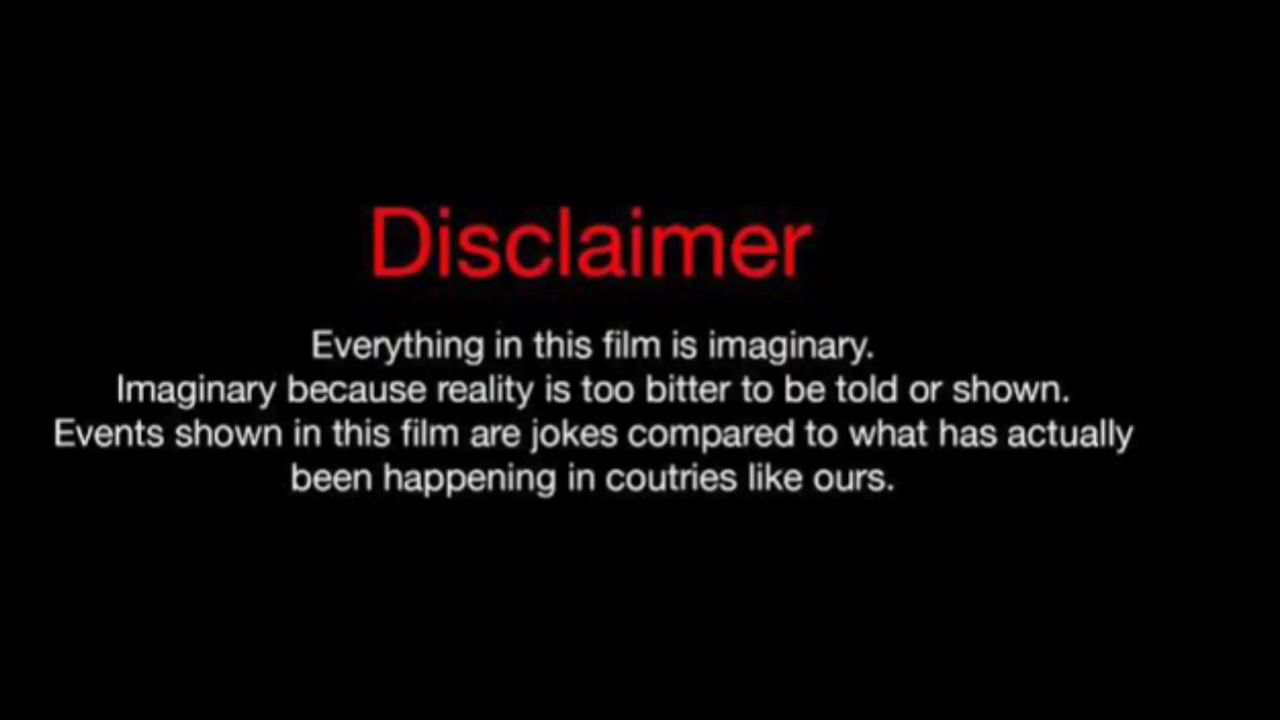 Disclaimer
Everything in this film is imaginary.
Imaginary because reality is too bitter to be told or shown.
Events shown in this film are jokes compared to what has actually
been happening in coutries like ours.